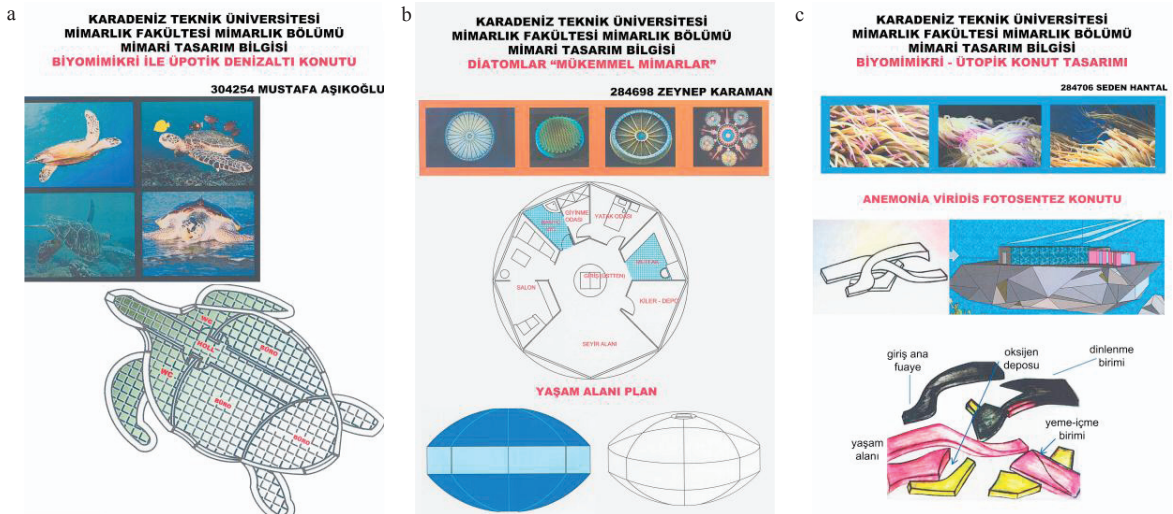 a
KARADENİZ TEKNİK ÜNİVERSİTESİ
MİMARLIK FAKÜLTESİ MİMARLIK BÖLÜMÜ
MİMARİ TASARIM BİLGİSİ
BİYOMİMİKRİ İLE ÜPOTİK DENİZALTI KONUTU
304254 MUSTAFA AŞIKOĞLU
WC
HOLL
BÜRO
WC
BÜRO
BÜRO
b
KARADENİZ TEKNİK ÜNİVERSİTESİ
MİMARLIK FAKÜLTESİ MİMARLIK BÖLÜMÜ
MİMARİ TASARIM BİLGİSİ
DİATOMLAR “MÜKEMMEL MİMARLAR”
284698 ZEYNEP KARAMAN
GİYİNME
ODASI
YATAK ODASI
SALON
KİLER - DEPO
SEYİR ALANI
YAŞAM ALANI PLAN
c
KARADENİZ TEKNİK ÜNİVERSİTESİ
MİMARLIK FAKÜLTESİ MİMARLIK BÖLÜMÜ
MİMARİ TASARIM BİLGİSİ
BİYOMİMİKRİ - ÜTOPİK KONUT TASARIMI
284706 SEDEN HANTAL
ANEMONİA VİRİDİS FOTOSENTEZ KONUTU
giriş ana
fuaye
oksijen
deposu
dinlenme
birimi
yaşam
alanı
yeme-içme
birimi